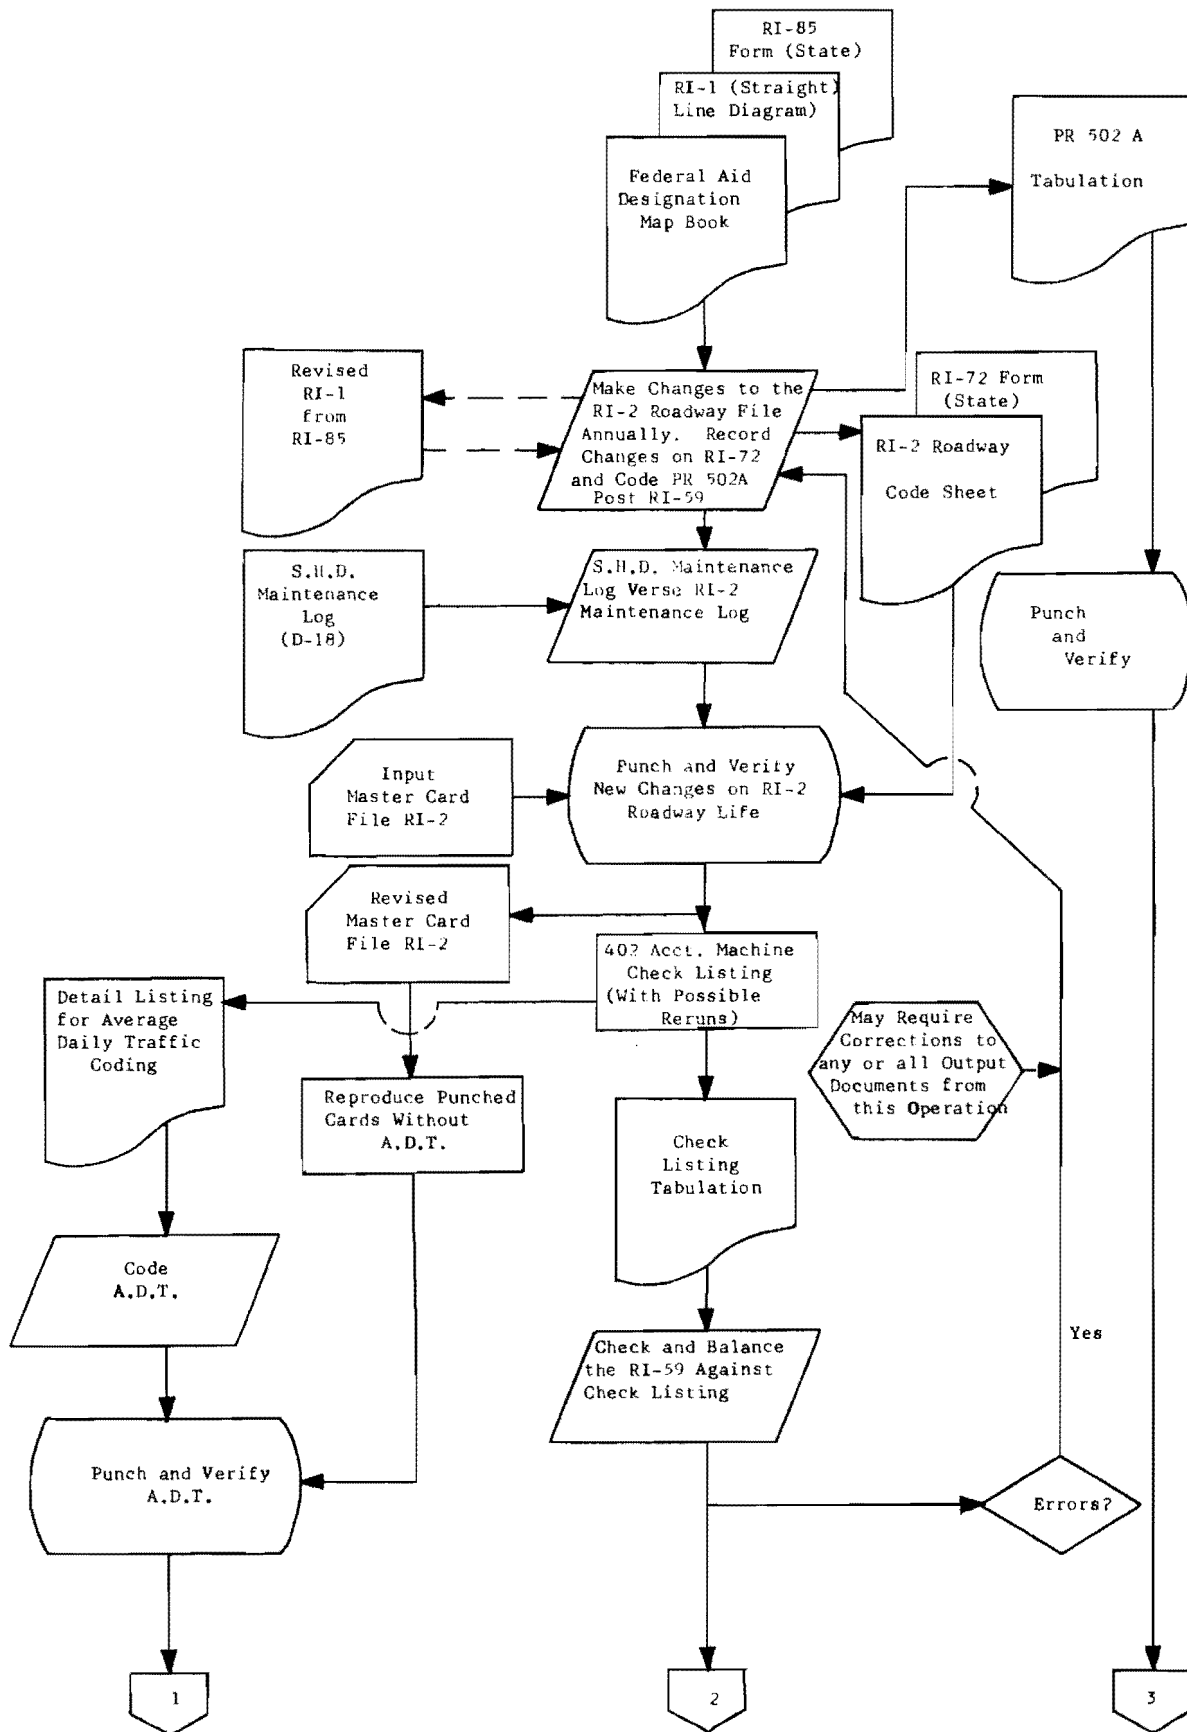 RI-85
Form (State)
RI-1 (Straight)
Line Diagram)
Federal Aid
Designation
Map Book
PR 502 A
Tabulation
Revised
RI-1
from
RI-85
Make Changes to the
RI-2 Roadway File
Annually. Record
Changes on RI-72
and Code PR 502A
Post RI-59
RI-72 Form
(State)
RI-2 Roadway
Code Sheet
S.H.D.
Maintenance
Log
(D-18)
S.H.D. Maintenance
Log Verse RI-2
Maintenance Log
Punch
and
Verify
Input
Master Card
File RI-2
Punch and Verify
New Changes on RI-2
Roadway Life
Revised
Master Card
File RI-2
402 Acct. Machine
Check Listing
(With Possible
Reruns)
Detail Listing
for Average
Daily Traffic
Coding
May Require
Corrections to
any or all Output
Documents from
this Operation
Reproduce Punched
Cards Without
A.D.T.
Check
Listing
Tabulation
Code
A.D.T.
Check and Balance
the RI-59 Against
Check Listing
Yes
Punch and Verify
A.D.T.
Errors?
1
2
3